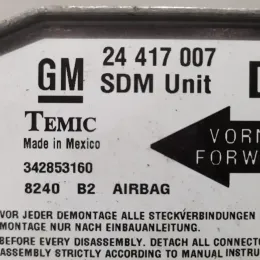 GM 24 417 007
SDM Unit
TEMIC
Made in Mexico
VORN
FORW
342853160
8240 B2 AIRBAG
VOR JEDER DEMONTAGE ALLE STECKVERBINDUNGEN
MONTAGE NUR NACH EINBAUANLEITUNG.
BEFORE EVERY DISASSEMBLY. DETACH ALL CONNECTO
ASSEMBLY STRICTLY ACCORDING TO MANUAL INSTRU